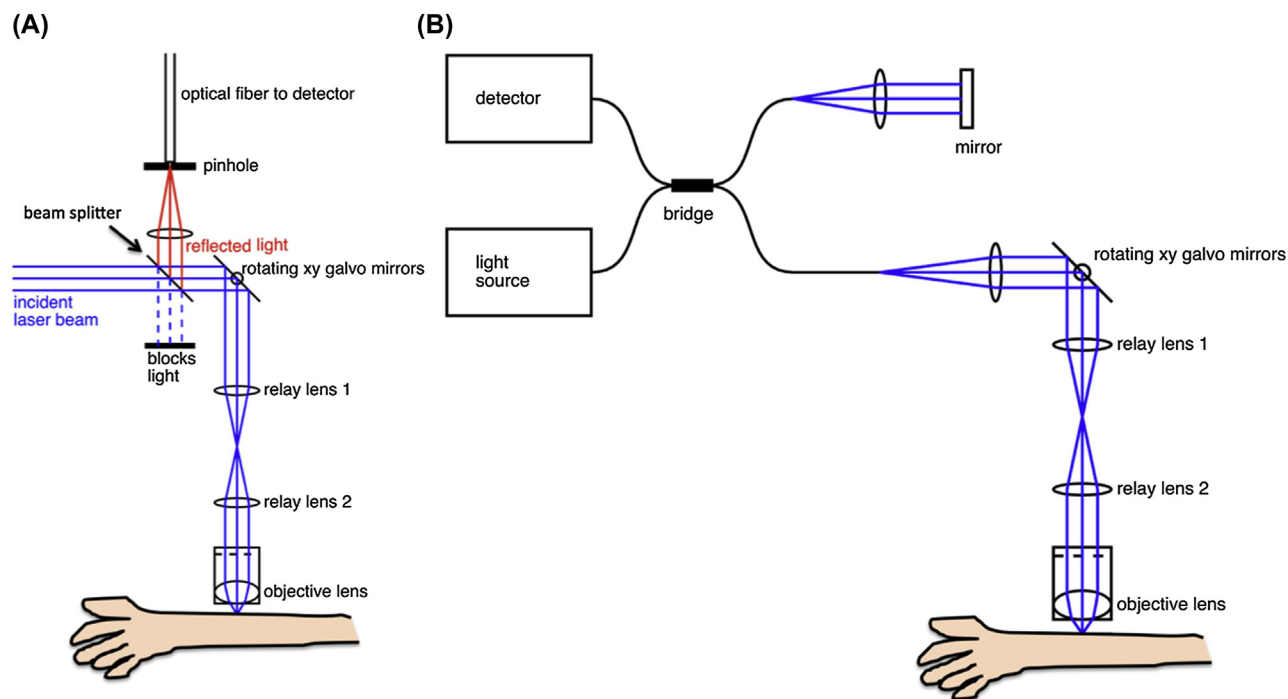 (A)
optical fiber to detector
pinhole
beam splitter
reflected light
rotating xy galvo mirrors
incident
laser beam
blocks
light
relay lens 1
relay lens 2
objective lens
(B)
detector
mirror
bridge
light
source
rotating xy galvo mirrors
relay lens 1
relay lens 2
objective lens